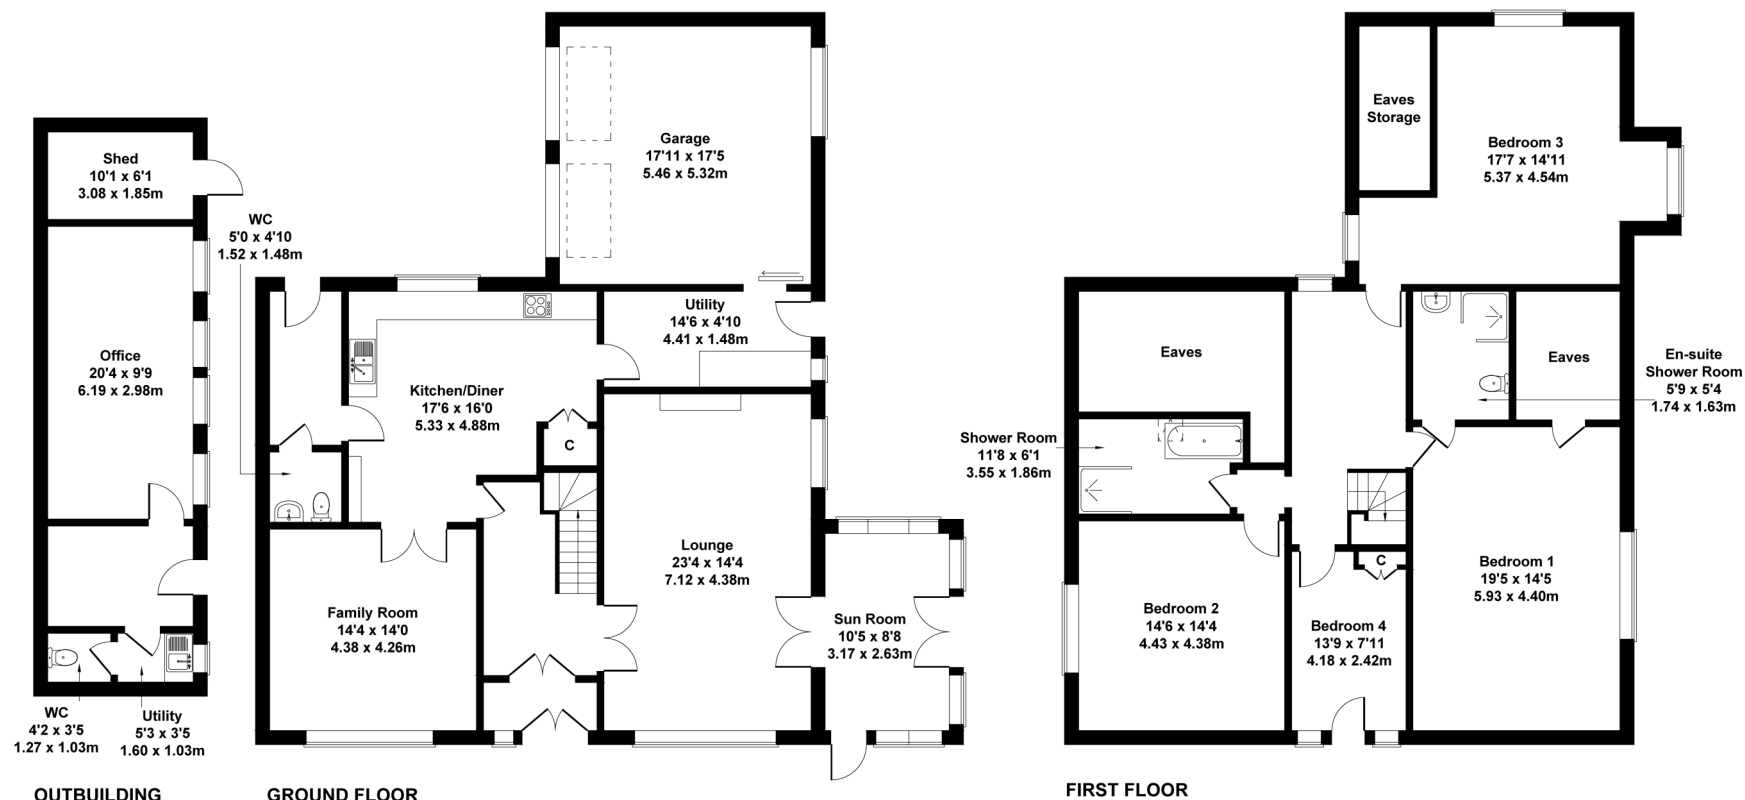 Shed
10'1 x 6'1
3.08 x 1.85m
WC
5'0 x 4'10
1.52 x 1.48m
Office
20'4 x 9'9
6.19 x 2.98m
WC
4'2 x 3'5
1.27 x 1.03m
Utility
5'3 x 3'5
1.60 x 1.03m
OUTBUILDING
Garage
17'11 x 17'5
5.46 x 5.32m
Utility
14'6 x 4'10
4.41 x 1.48m
Kitchen/Diner
17'6 x 16'0
5.33 x 4.88m
C
Lounge
23'4 x 14'4
7.12 x 4.38m
Family Room
14'4 x 14'0
4.38 x 4.26m
Sun Room
10'5 x 8'8
3.17 x 2.63m
GROUND FLOOR
Eaves
Storage
Bedroom 3
17'7 x 14'11
5.37 x 4.54m
Eaves
Eaves
En-suite
Shower Room
5'9 x 5'4
1.74 x 1.63m
Shower Room
11'8 x 6'1
3.55 x 1.86m
C
Bedroom 1
19'5 x 14'5
5.93 x 4.40m
Bedroom 2
14'6 x 14'4
4.43 x 4.38m
Bedroom 4
13'9 x 7'11
4.18 x 2.42m
FIRST FLOOR